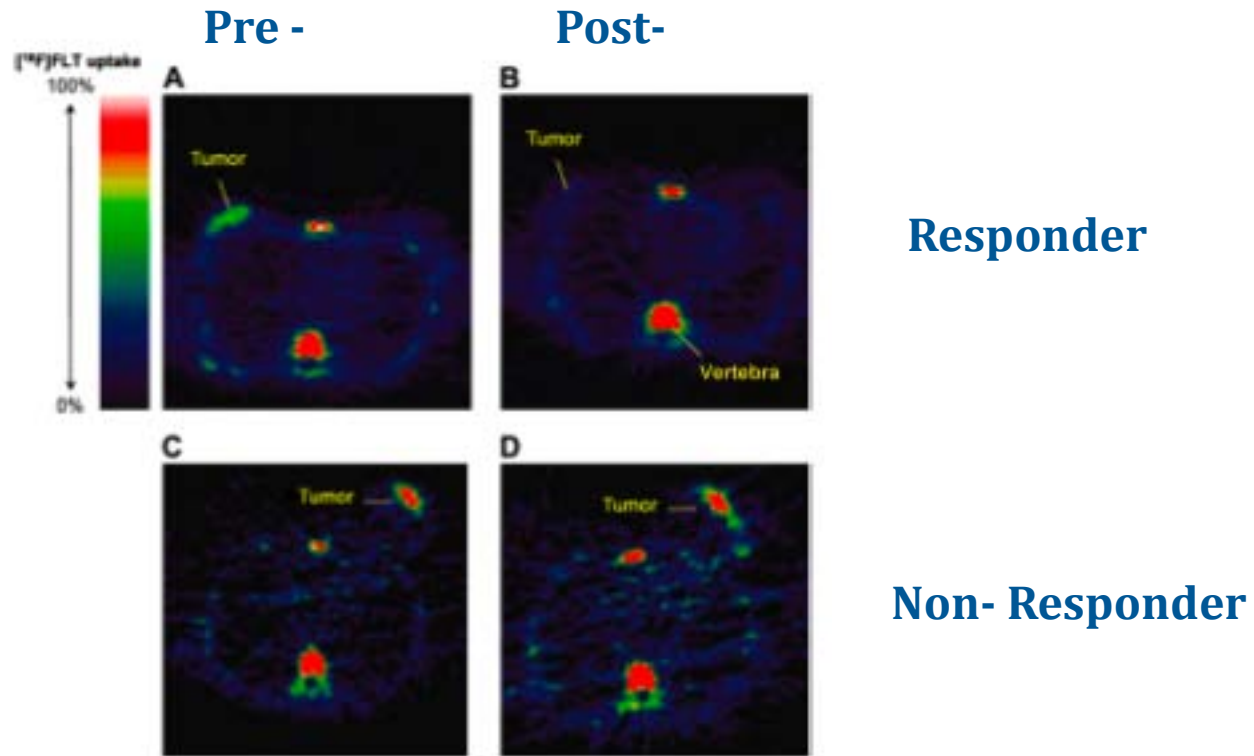 Pre - Post-
[¹⁸F]FLT uptake
100%
A B
Tumor
Tumor
Responder
Vertebra
0%
C D
Tumor
Tumor
Non- Responder